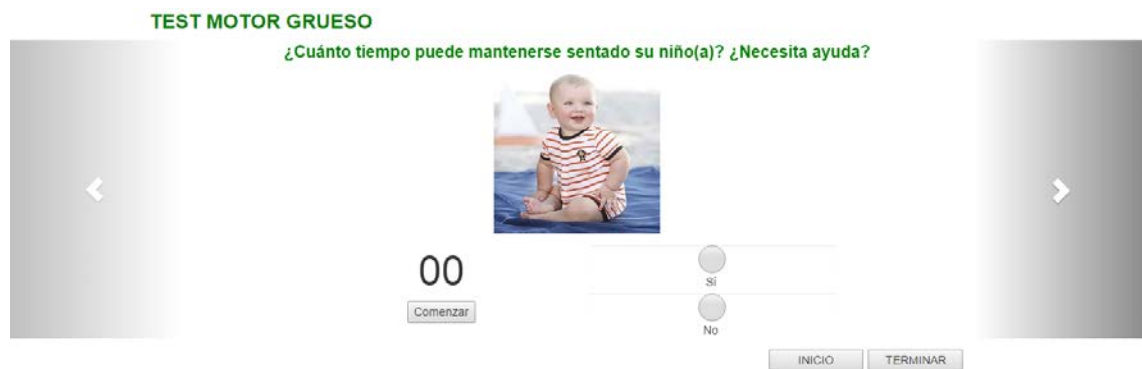 TEST MOTOR GRUESO
¿Cuánto tiempo puede mantenerse sentado su niño(a)? ¿Necesita ayuda?
00
Sí
Comenzar
No
INICIO TERMINAR